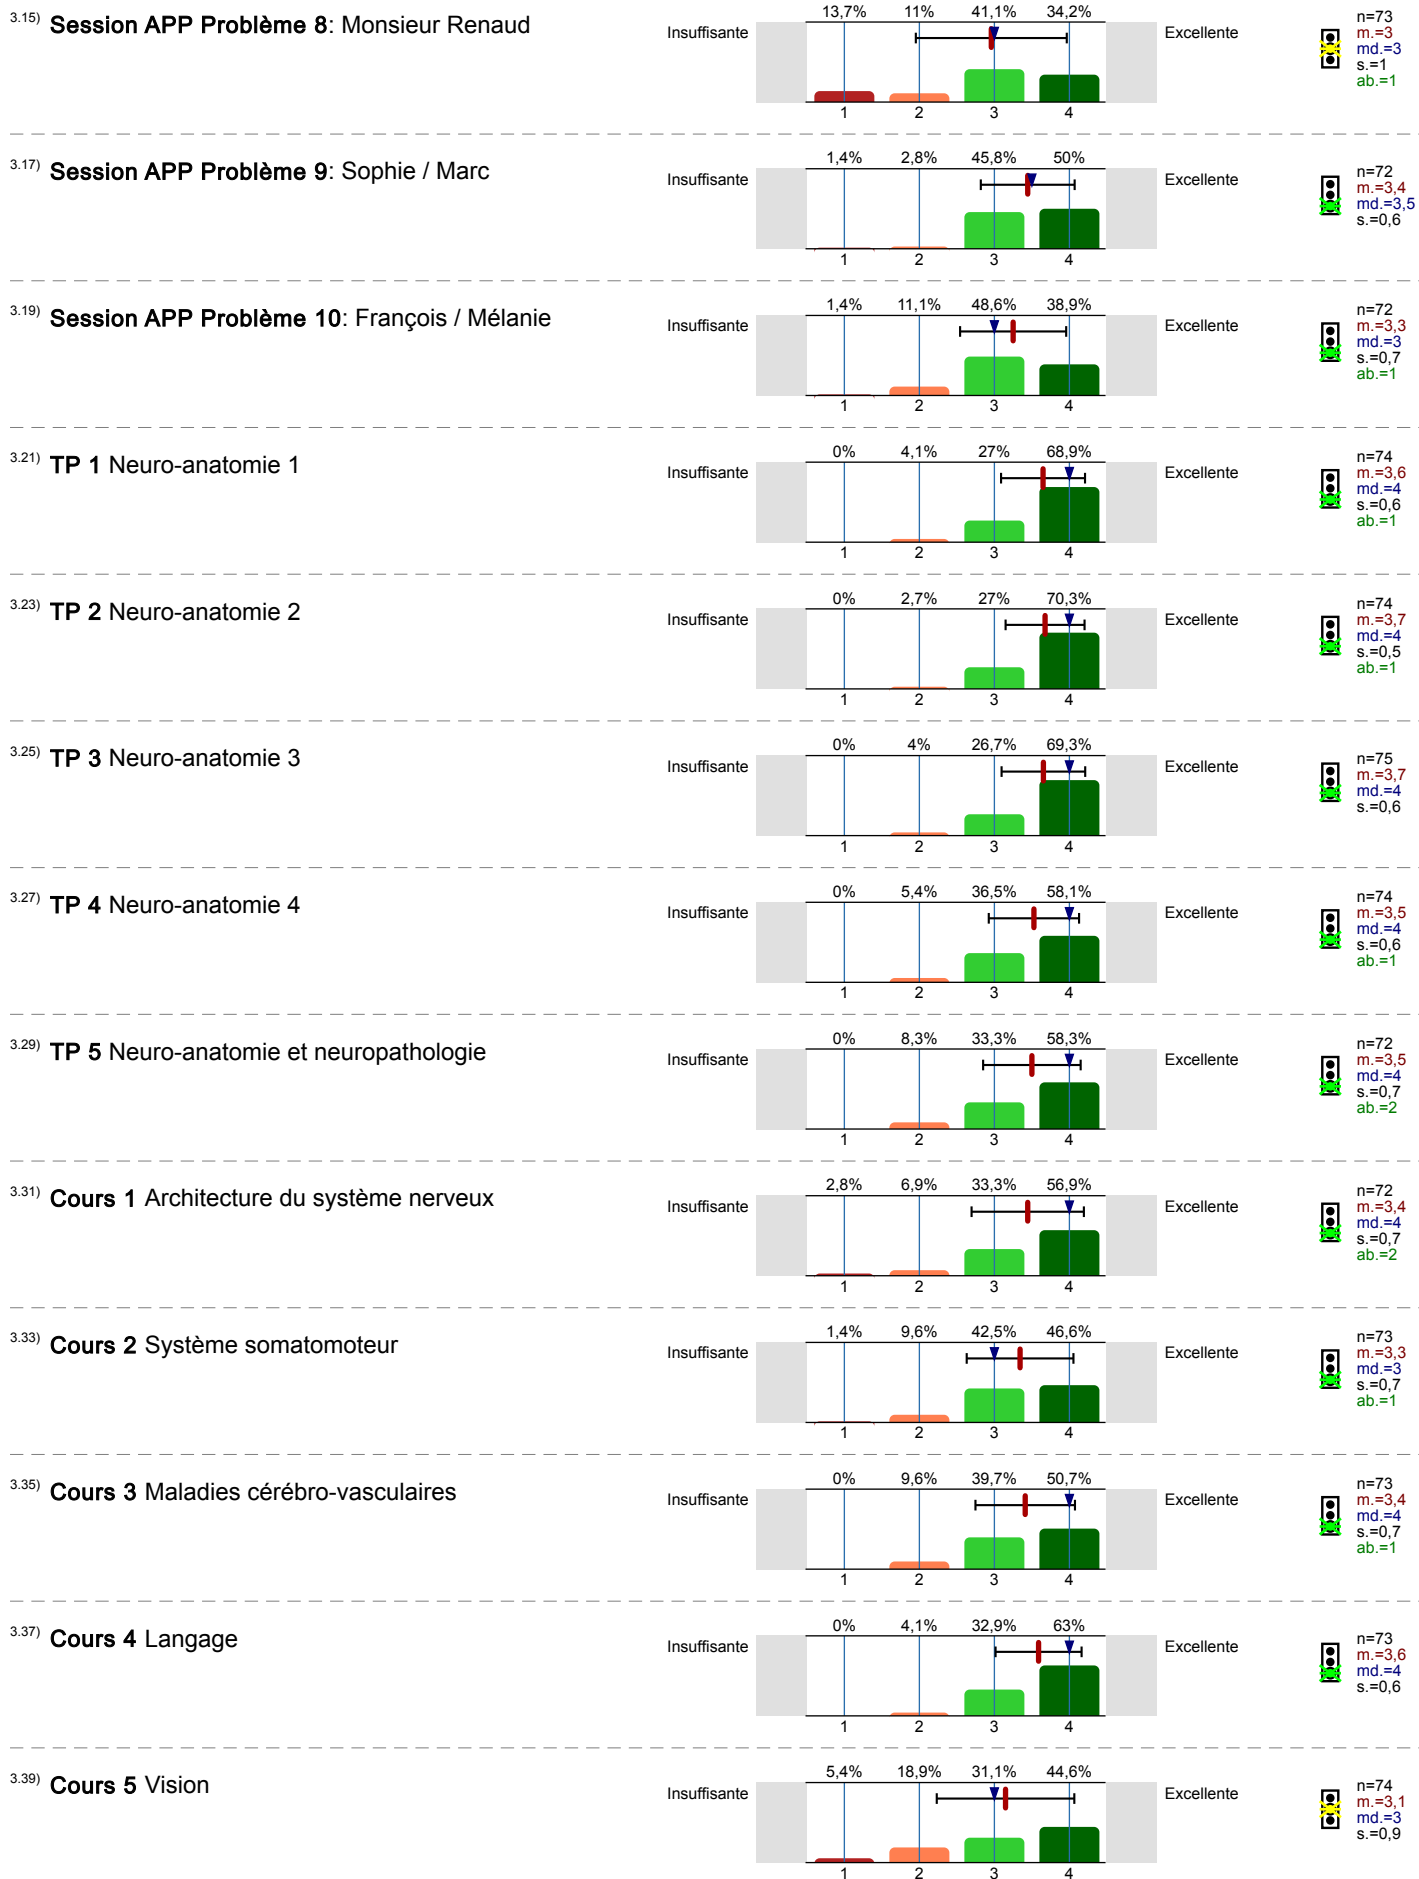 3.15) Session APP Problème 8: Monsieur Renaud
Insuffisante
13,7% 11% 41,1% 34,2%
1 2 3 4
Excellente
n=73
m.=3
md.=3
s.=1
ab.=1
3.17) Session APP Problème 9: Sophie / Marc
Insuffisante
1,4% 2,8% 45,8% 50%
1 2 3 4
Excellente
n=72
m.=3,4
md.=3,5
s.=0,6
3.19) Session APP Problème 10: François / Mélanie
Insuffisante
1,4% 11,1% 48,6% 38,9%
1 2 3 4
Excellente
n=72
m.=3,3
md.=3
s.=0,7
ab.=1
3.21) TP 1 Neuro-anatomie 1
Insuffisante
0% 4,1% 27% 68,9%
1 2 3 4
Excellente
n=74
m.=3,6
md.=4
s.=0,6
ab.=1
3.23) TP 2 Neuro-anatomie 2
Insuffisante
0% 2,7% 27% 70,3%
1 2 3 4
Excellente
n=74
m.=3,7
md.=4
s.=0,5
ab.=1
3.25) TP 3 Neuro-anatomie 3
Insuffisante
0% 4% 26,7% 69,3%
1 2 3 4
Excellente
n=75
m.=3,7
md.=4
s.=0,6
3.27) TP 4 Neuro-anatomie 4
Insuffisante
0% 5,4% 36,5% 58,1%
1 2 3 4
Excellente
n=74
m.=3,5
md.=4
s.=0,6
ab.=1
3.29) TP 5 Neuro-anatomie et neuropathologie
Insuffisante
0% 8,3% 33,3% 58,3%
1 2 3 4
Excellente
n=72
m.=3,5
md.=4
s.=0,7
ab.=2
3.31) Cours 1 Architecture du système nerveux
Insuffisante
2,8% 6,9% 33,3% 56,9%
1 2 3 4
Excellente
n=72
m.=3,4
md.=4
s.=0,7
ab.=2
3.33) Cours 2 Système somatomoteur
Insuffisante
1,4% 9,6% 42,5% 46,6%
1 2 3 4
Excellente
n=73
m.=3,3
md.=3
s.=0,7
ab.=1
3.35) Cours 3 Maladies cérébro-vasculaires
Insuffisante
0% 9,6% 39,7% 50,7%
1 2 3 4
Excellente
n=73
m.=3,4
md.=4
s.=0,7
ab.=1
3.37) Cours 4 Langage
Insuffisante
0% 4,1% 32,9% 63%
1 2 3 4
Excellente
n=73
m.=3,6
md.=4
s.=0,6
3.39) Cours 5 Vision
Insuffisante
5,4% 18,9% 31,1% 44,6%
1 2 3 4
Excellente
n=74
m.=3,1
md.=3
s.=0,9